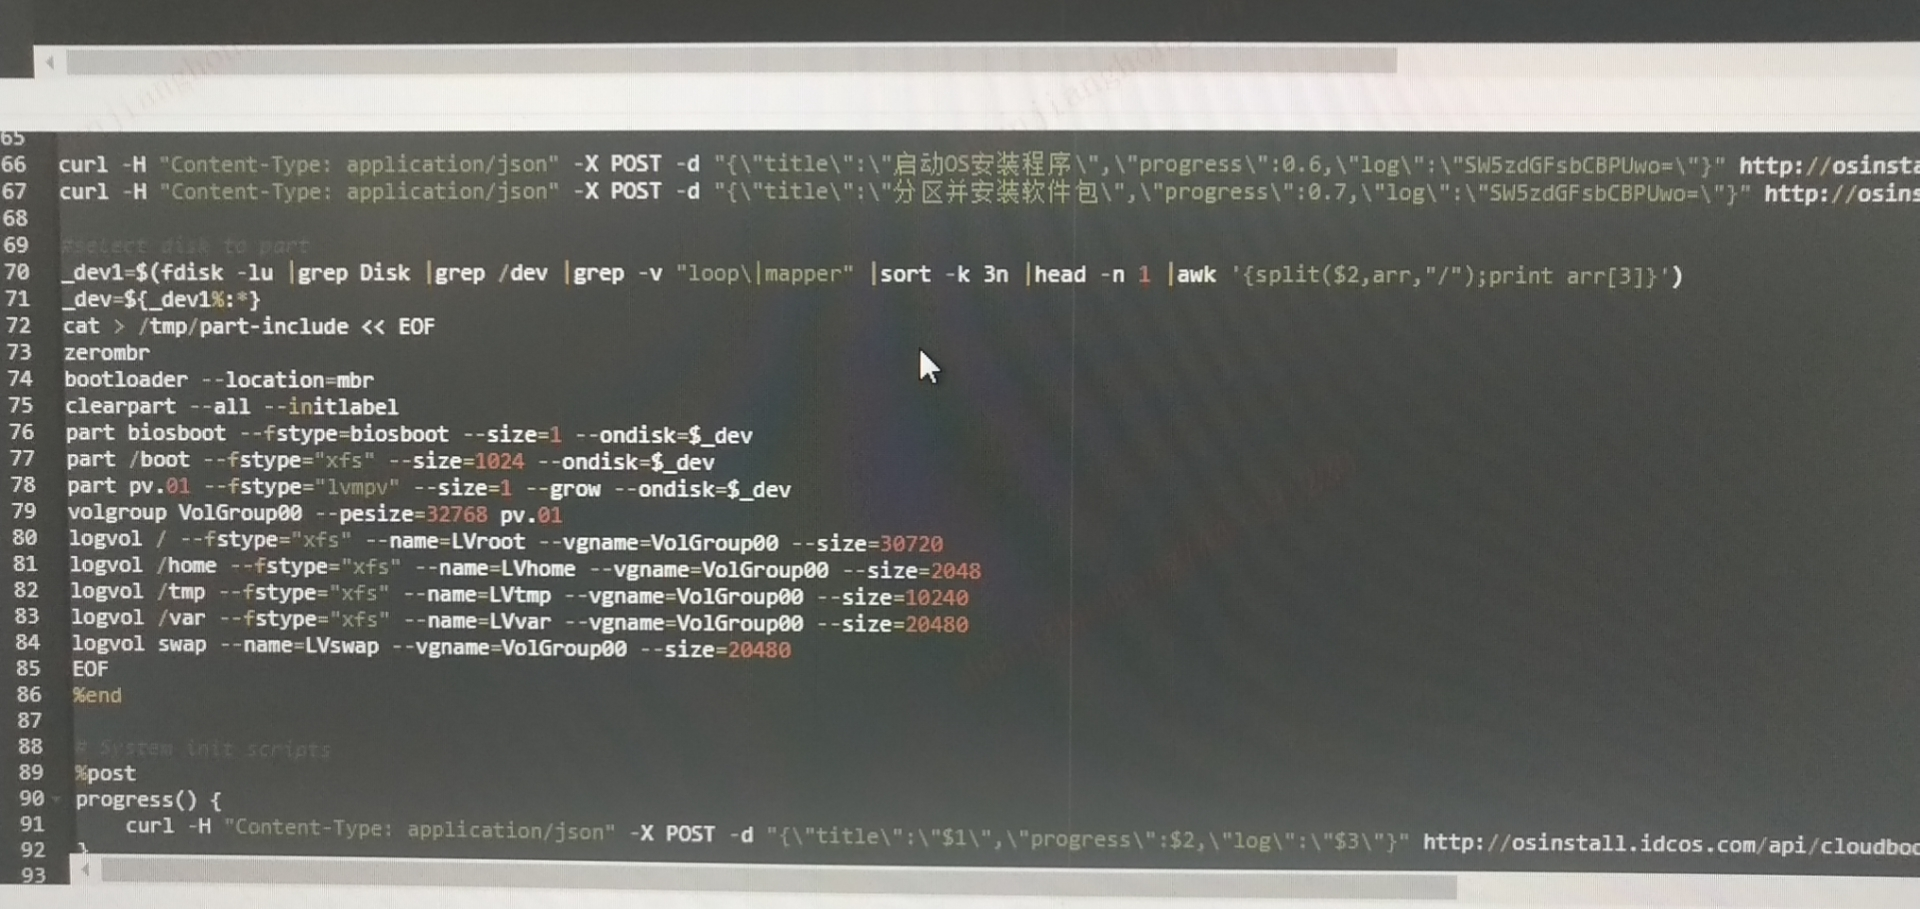 65
66 curl -H "Content-Type: application/json" -X POST -d "{\"title\":\"启动OS安装程序\",\"progress\":0.6,\"log\":\"SW5zdGFsbCBPUwo=\"}" http://osinsta
67 curl -H "Content-Type: application/json" -X POST -d "{\"title\":\"分区并安装软件包\",\"progress\":0.7,\"log\":\"SW5zdGFsbCBPUwo=\"}" http://osins
68
69 #select disk to part
70 _dev1=$(fdisk -lu |grep Disk |grep /dev |grep -v "loop\|mapper" |sort -k 3n |head -n 1 |awk '{split($2,arr,"/");print arr[3]}')
71 _dev=${_dev1%:*}
72 cat > /tmp/part-include << EOF
73 zerombr
74 bootloader --location=mbr
75 clearpart --all --initlabel
76 part biosboot --fstype=biosboot --size=1 --ondisk=$_dev
77 part /boot --fstype="xfs" --size=1024 --ondisk=$_dev
78 part pv.01 --fstype="lvmpv" --size=1 --grow --ondisk=$_dev
79 volgroup VolGroup00 --pesize=32768 pv.01
80 logvol / --fstype="xfs" --name=LVroot --vgname=VolGroup00 --size=30720
81 logvol /home --fstype="xfs" --name=LVhome --vgname=VolGroup00 --size=2048
82 logvol /tmp --fstype="xfs" --name=LVtmp --vgname=VolGroup00 --size=10240
83 logvol /var --fstype="xfs" --name=LVvar --vgname=VolGroup00 --size=20480
84 logvol swap --name=LVswap --vgname=VolGroup00 --size=20480
85 EOF
86 %end
87
88 # System init scripts
89 %post
90 progress() {
91 curl -H "Content-Type: application/json" -X POST -d "{\"title\":\"$1\",\"progress\":$2,\"log\":\"$3\"}" http://osinstall.idcos.com/api/cloudboo
92 }
93